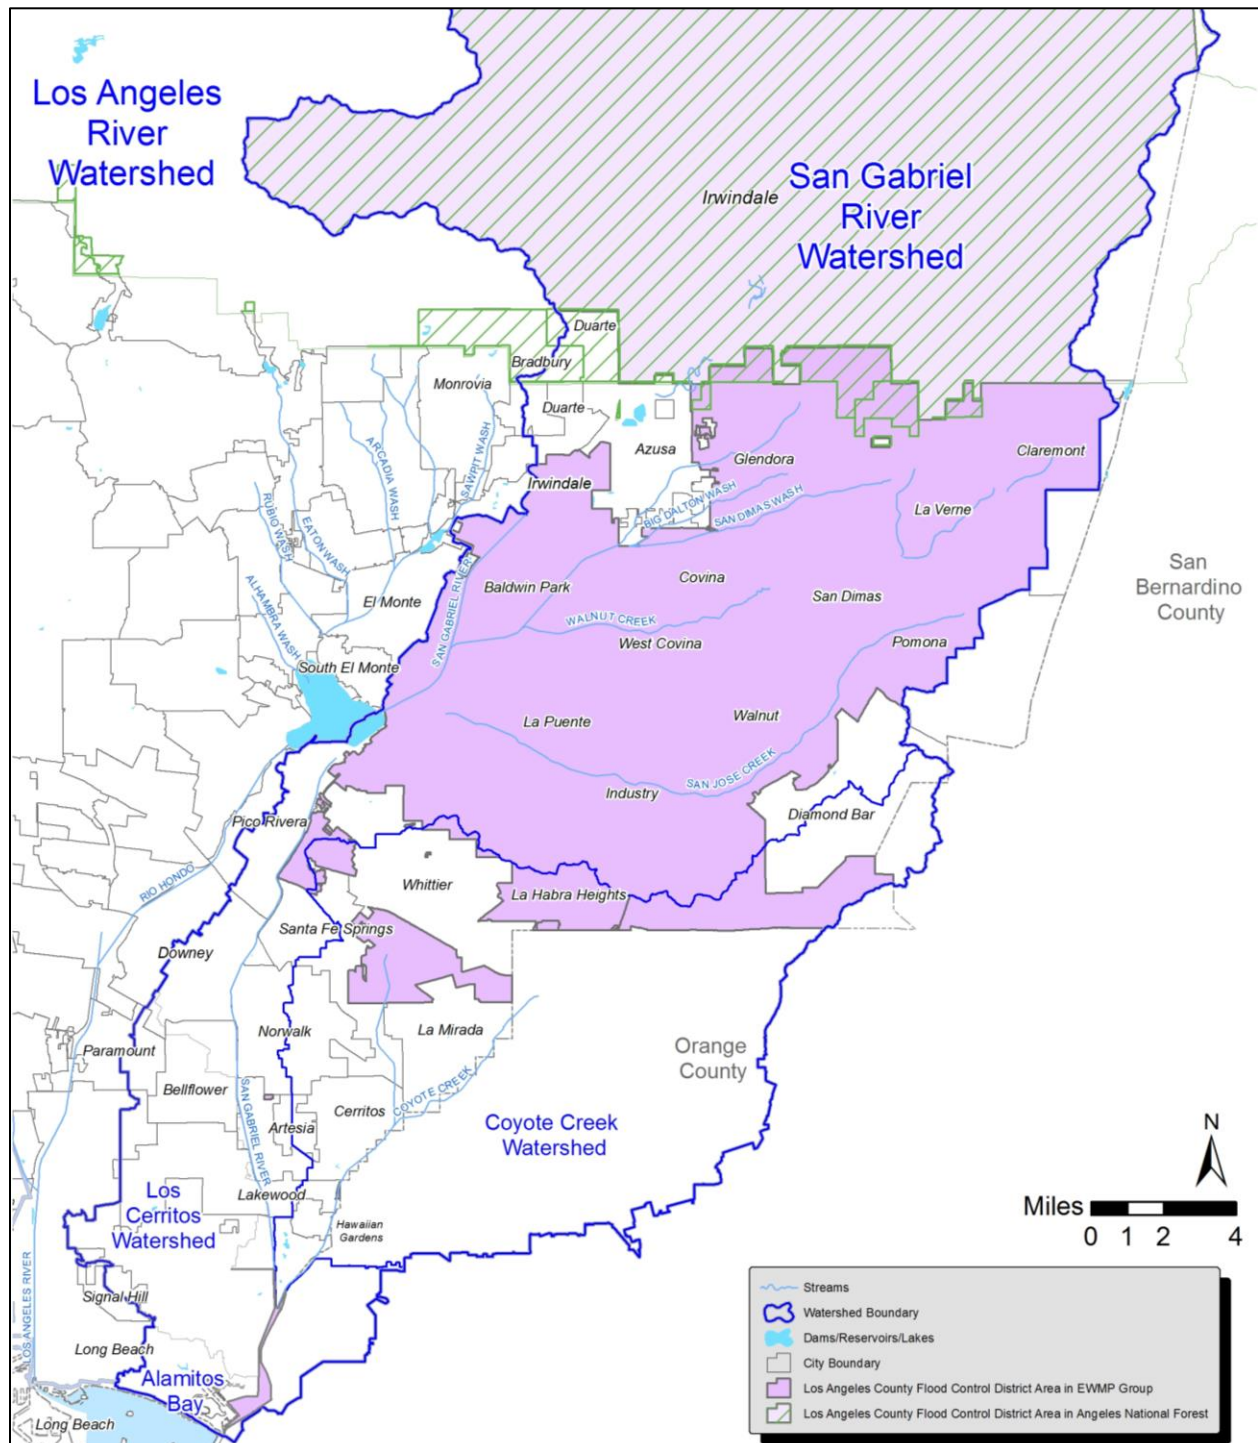 Los Angeles
River
Watershed
San Gabriel
River
Watershed
Irwindale
Duarte
Bradbury
Monrovia
Duarte
Azusa
Glendora
Claremont
Irwindale
ARCADIA WASH
SAWPIT WASH
RUBIO WASH
EATON WASH
ALHAMBRA WASH
BIG DALTON WASH
SAN DIMAS WASH
La Verne
San
Bernardino
County
Baldwin Park
Covina
San Dimas
El Monte
SAN GABRIEL RIVER
WALNUT CREEK
West Covina
Pomona
South El Monte
La Puente
Walnut
SAN JOSE CREEK
Industry
Diamond Bar
Pico Rivera
RIO HONDO
Whittier
La Habra Heights
Santa Fe Springs
Downey
Norwalk
La Mirada
Orange
County
Paramount
Bellflower
SAN GABRIEL RIVER
Artesia
Cerritos
COYOTE CREEK
Coyote Creek
Watershed
Los
Cerritos
Watershed
Lakewood
Hawaiian
Gardens
LOS ANGELES RIVER
Signal Hill
Long Beach
Alamitos
Bay
Long Beach
N
Miles
0 1 2 4
Streams
Watershed Boundary
Dams/Reservoirs/Lakes
City Boundary
Los Angeles County Flood Control District Area in EWMP Group
Los Angeles County Flood Control District Area in Angeles National Forest